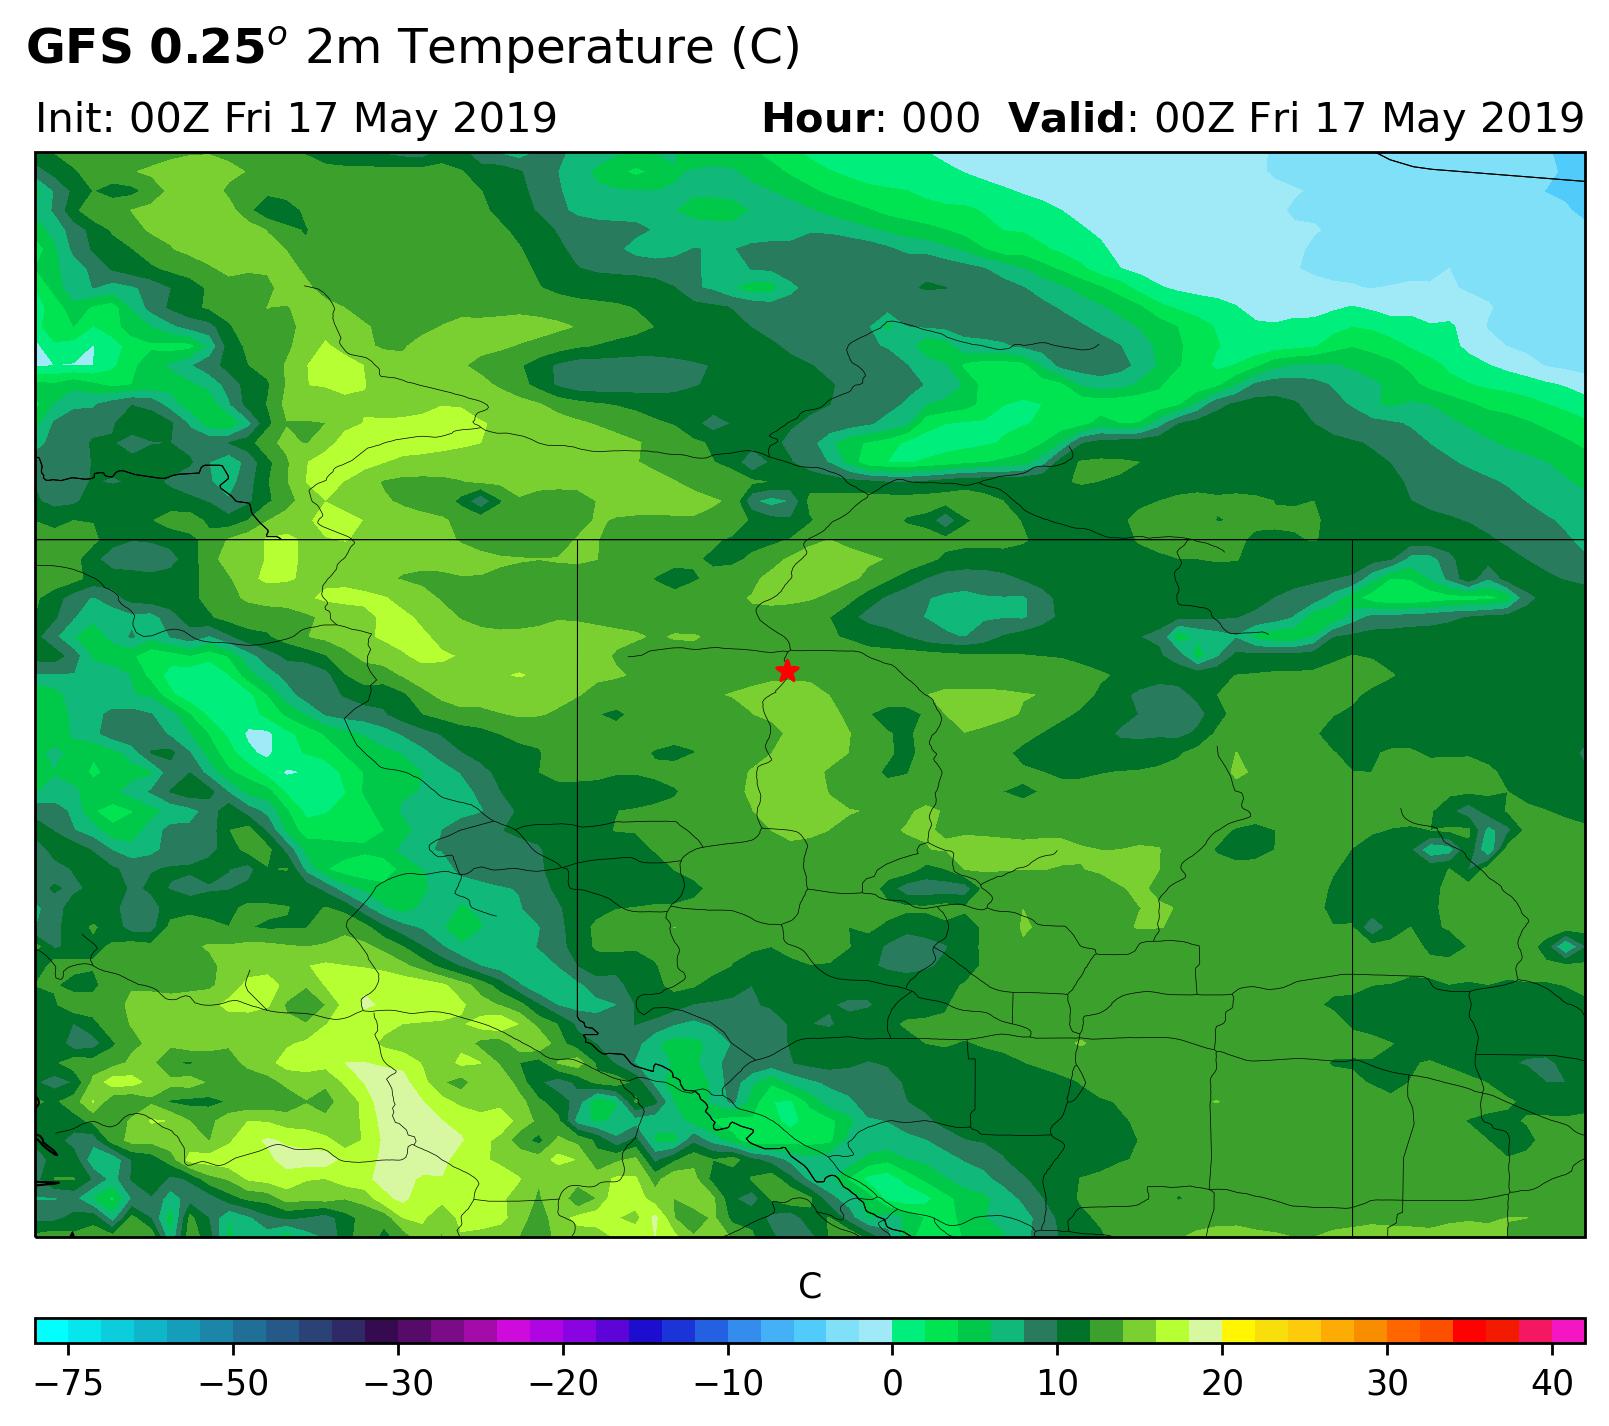 GFS 0.25° 2m Temperature (C)
Init: 00Z Fri 17 May 2019 Hour: 000 Valid: 00Z Fri 17 May 2019
C
−75 −50 −30 −20 −10 0 10 20 30 40